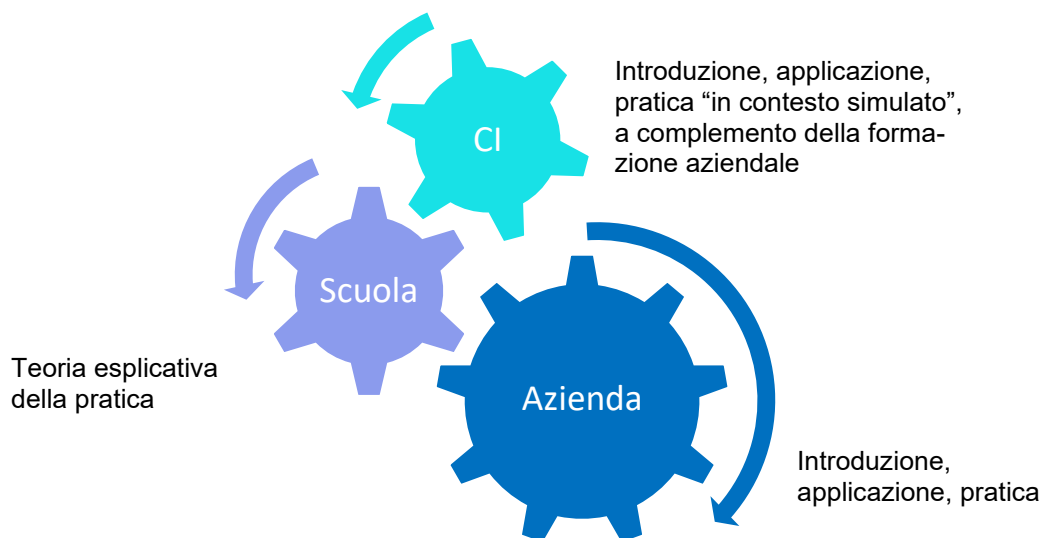 CI
Introduzione, applicazione,
pratica “in contesto simulato”,
a complemento della forma-
zione aziendale
Scuola
Teoria esplicativa
della pratica
Azienda
Introduzione,
applicazione, pratica